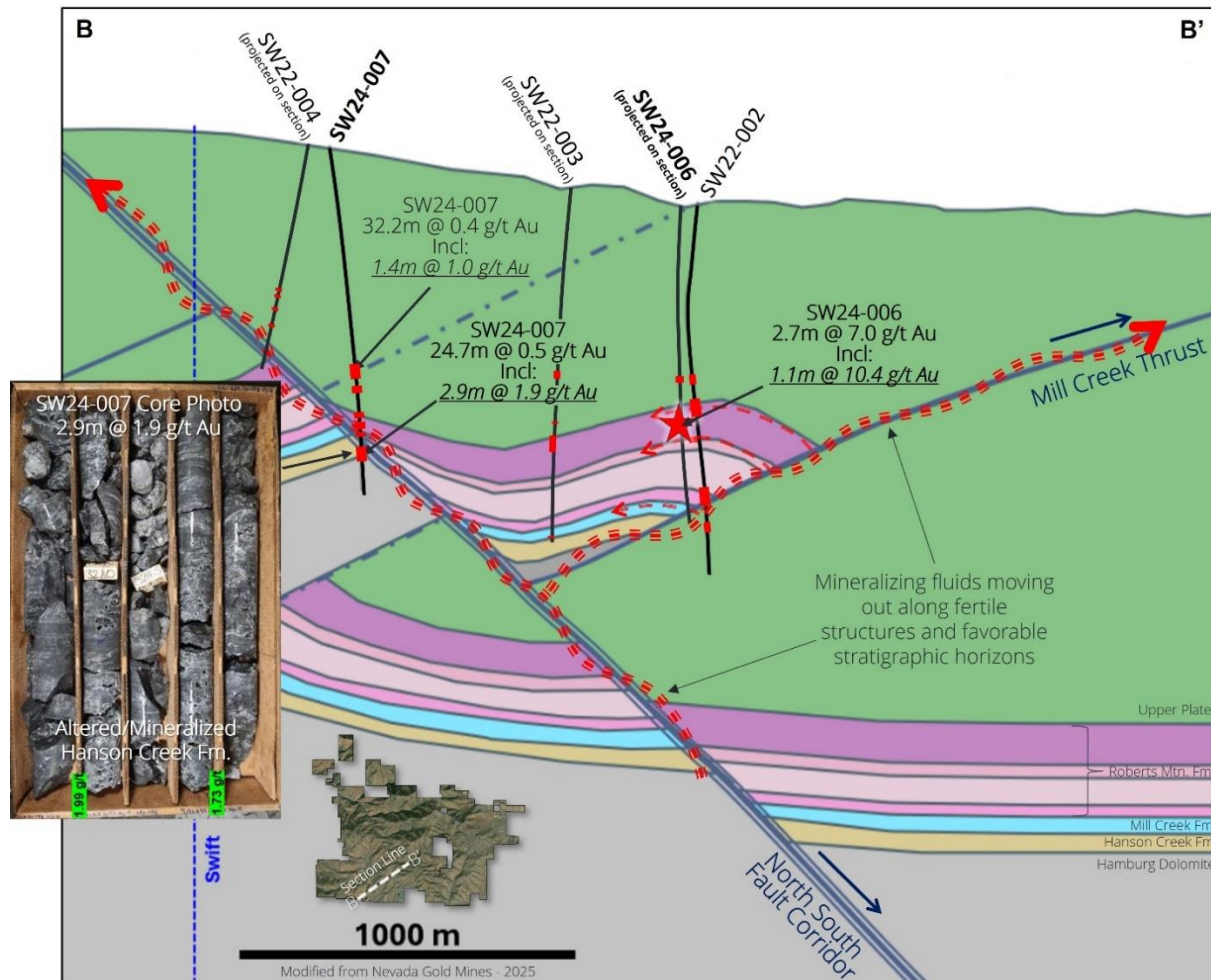 B
B'
SW22-004
(projected on section)
SW24-007
SW22-003
(projected on section)
SW24-006
(projected on section)
SW22-002
SW24-007
32.2m @ 0.4 g/t Au
Incl:
1.4m @ 1.0 g/t Au
SW24-007
24.7m @ 0.5 g/t Au
Incl:
2.9m @ 1.9 g/t Au
SW24-006
2.7m @ 7.0 g/t Au
Incl:
1.1m @ 10.4 g/t Au
Mill Creek Thrust
SW24-007 Core Photo
2.9m @ 1.9 g/t Au
Altered/Mineralized
Hanson Creek Fm.
1.99 g/t
1.73 g/t
Mineralizing fluids moving
out along fertile
structures and favorable
stratigraphic horizons
Upper Plate
Roberts Mtn. Fm
Mill Creek Fm
Hanson Creek Fm
Hamburg Dolomite
North South
Fault Corridor
Swift
Section Line
B
B'
1000 m
Modified from Nevada Gold Mines - 2025